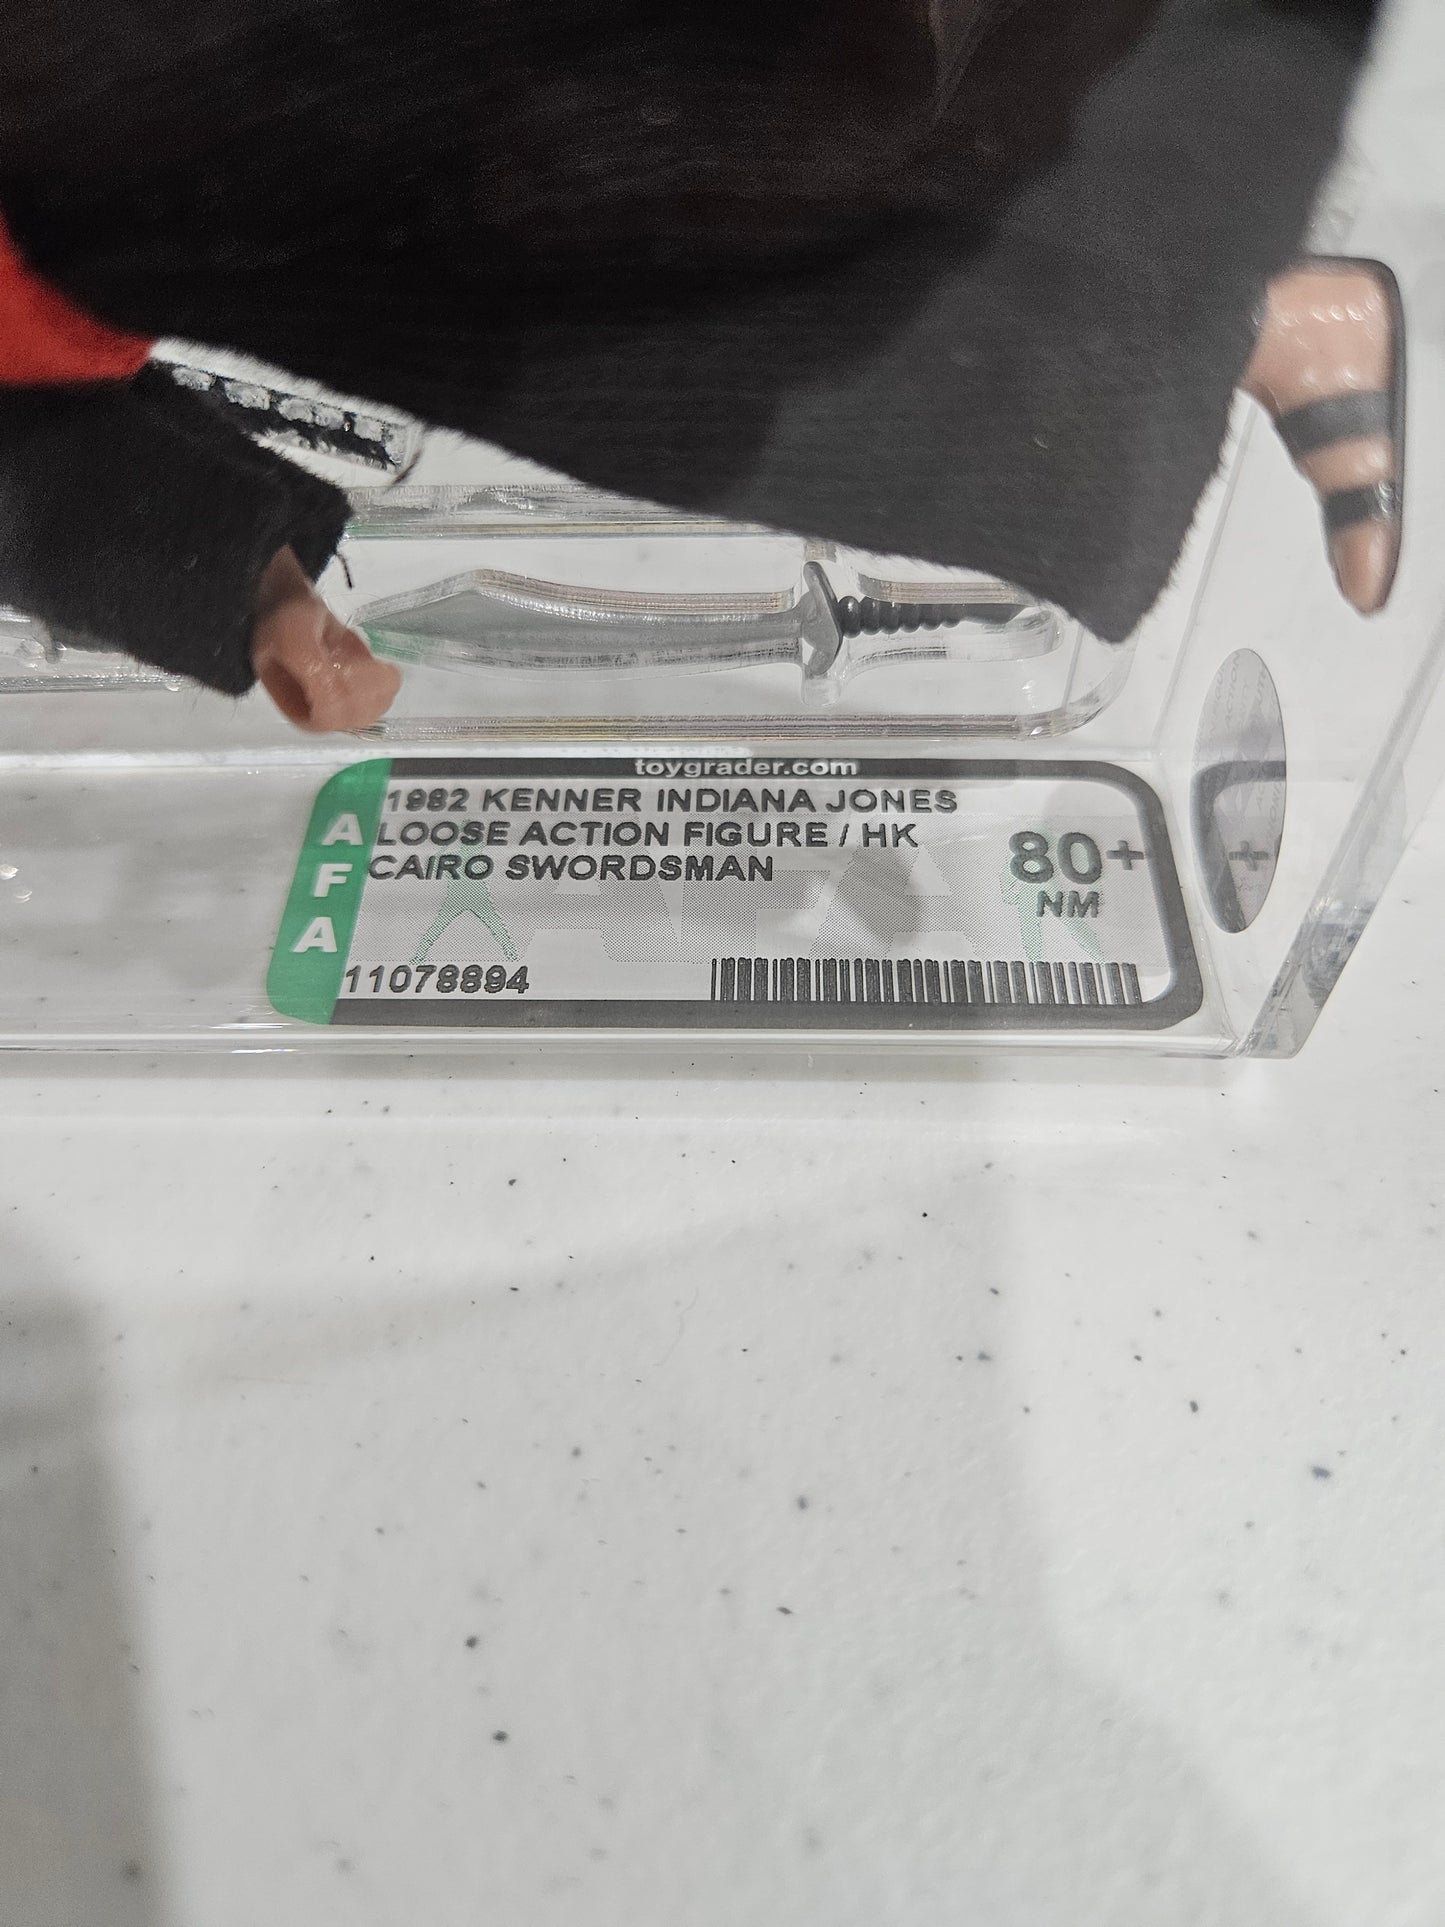 toygrader.com
AFA
1982 KENNER INDIANA JONES
LOOSE ACTION FIGURE / HK
CAIRO SWORDSMAN
80+
NM
11078894